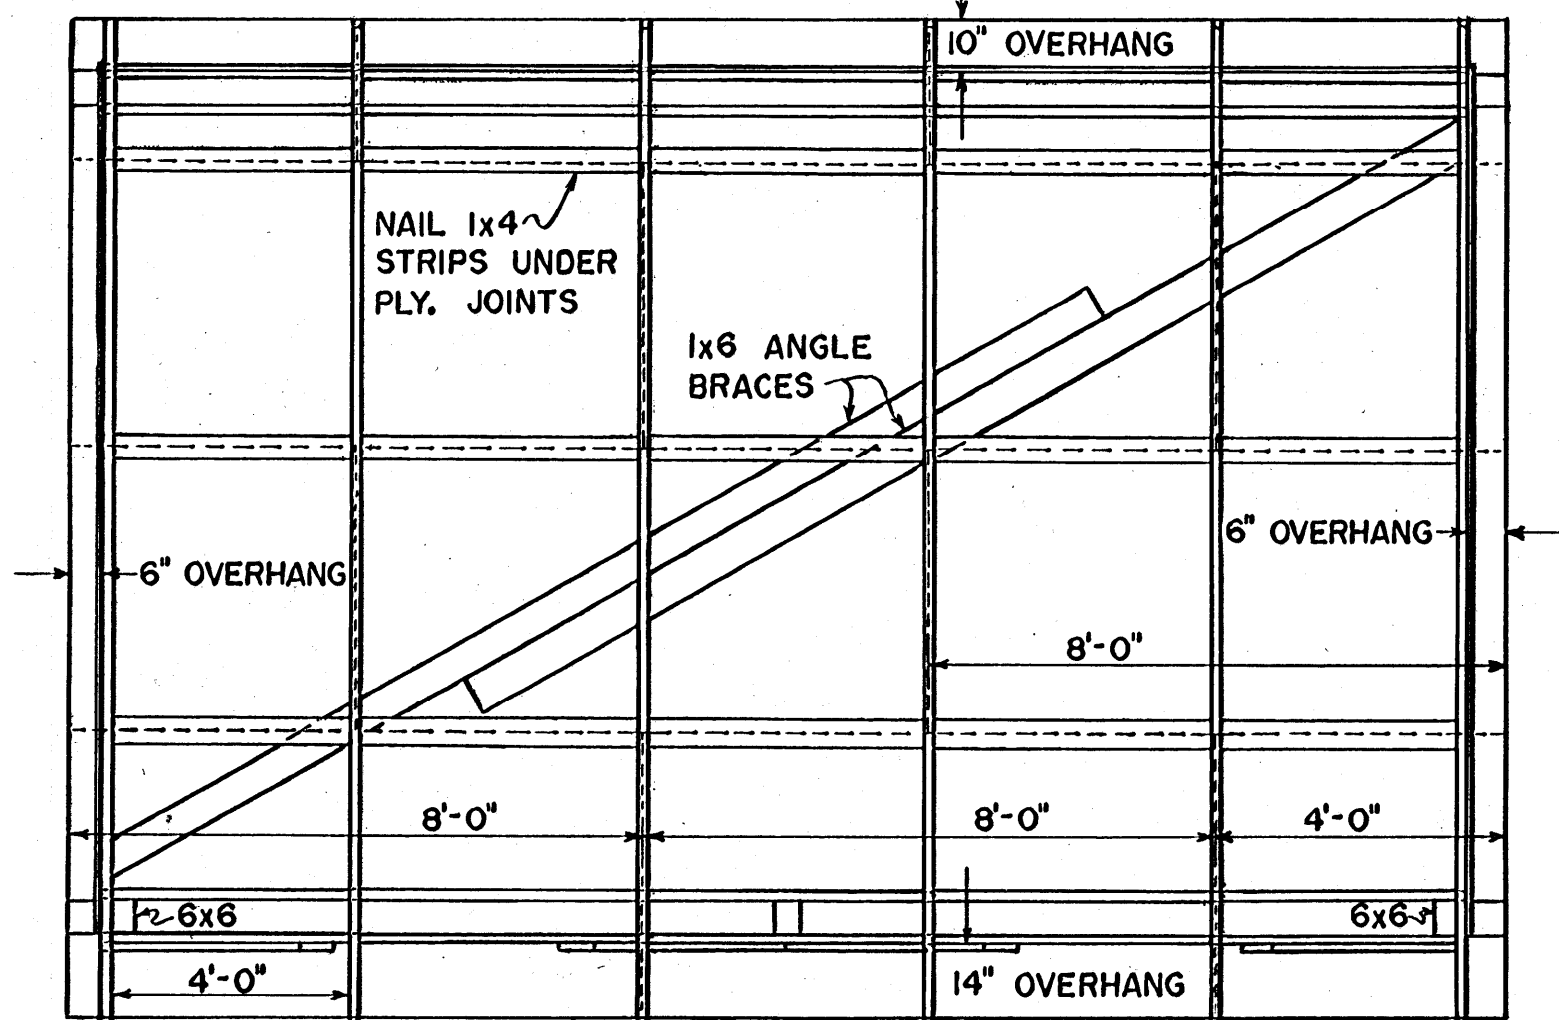 10" OVERHANG
NAIL 1x4
STRIPS UNDER
PLY. JOINTS
1x6 ANGLE
BRACES
6" OVERHANG
6" OVERHANG
8'-0"
8'-0"
8'-0"
4'-0"
6x6
6x6
4'-0"
14" OVERHANG